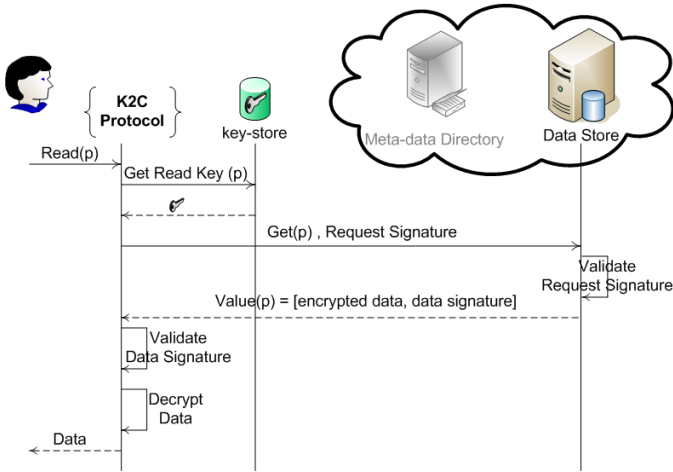 K2C
Protocol
key-store
Meta-data Directory
Data Store
Read(p)
Get Read Key (p)
Get(p) , Request Signature
Validate
Request Signature
Value(p) = [encrypted data, data signature]
Validate
Data Signature
Decrypt
Data
Data